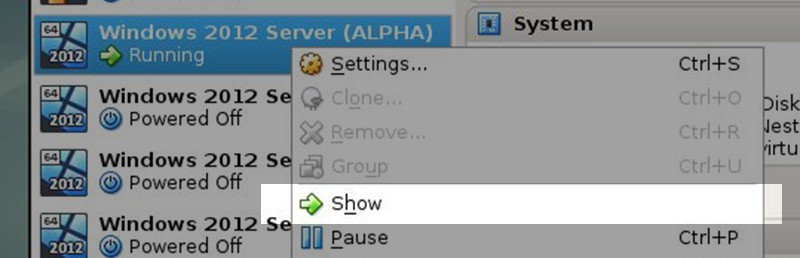 64
2012
Windows 2012 Server (ALPHA)
Running
System
Settings... Ctrl+S
64
2012
Windows 2012 Se
Powered Off
Clone... Ctrl+O
Disk
Remove... Ctrl+R
Nest
virtu
64
2012
Windows 2012 Se
Powered Off
Group Ctrl+U
Show
64
2012
Windows 2012 Se
Powered Off
Pause Ctrl+P